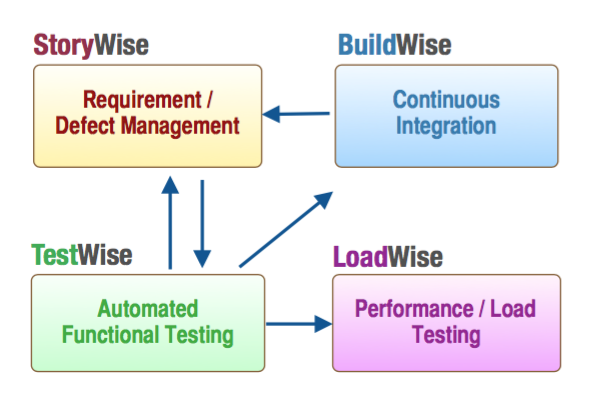 StoryWise
Requirement /
Defect Management
BuildWise
Continuous
Integration
TestWise
Automated
Functional Testing
LoadWise
Performance / Load
Testing